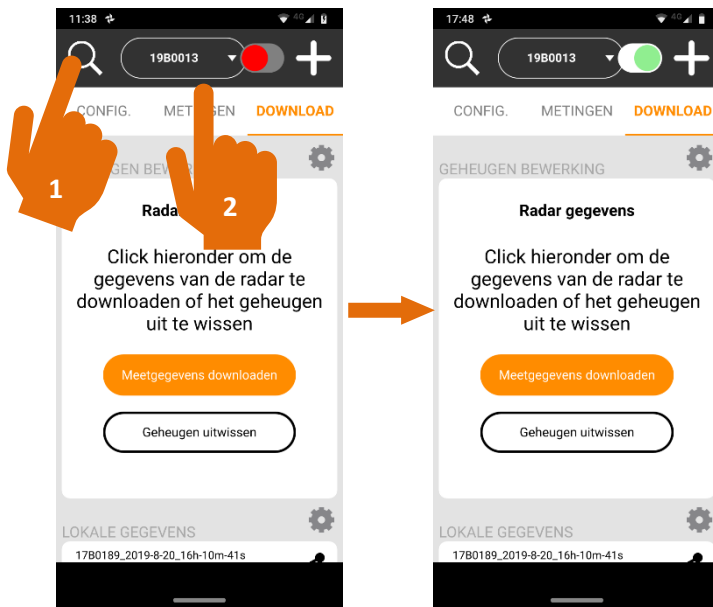 11:38
4G
19B0013
CONFIG.
METINGEN
DOWNLOAD
1
2
Click hieronder om de
gegevens van de radar te
downloaden of het geheugen
uit te wissen
Meetgegevens downloaden
Geheugen uitwissen
LOKALE GEGEVENS
17B0189_2019-8-20_16h-10m-41s
17:48
4G
19B0013
CONFIG.
METINGEN
DOWNLOAD
GEHEUGEN BEWERKING
Radar gegevens
Click hieronder om de
gegevens van de radar te
downloaden of het geheugen
uit te wissen
Meetgegevens downloaden
Geheugen uitwissen
LOKALE GEGEVENS
17B0189_2019-8-20_16h-10m-41s